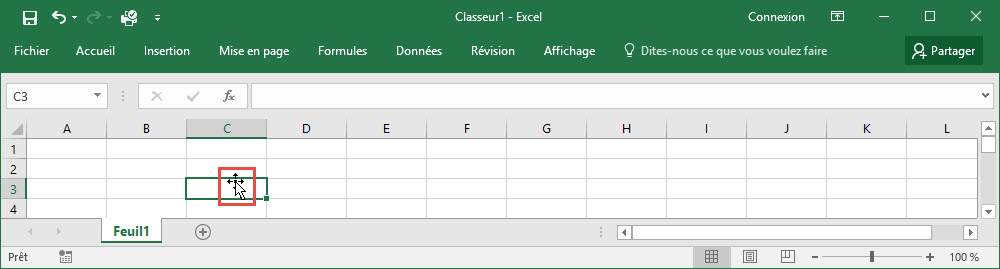 Classeur1 - Excel Connexion
Fichier Accueil Insertion Mise en page Formules Données Révision Affichage Dites-nous ce que vous voulez faire Partager
C3 fx
A B C D E F G H I J K L
1
2
3
4
Feuil1
Prêt 100 %